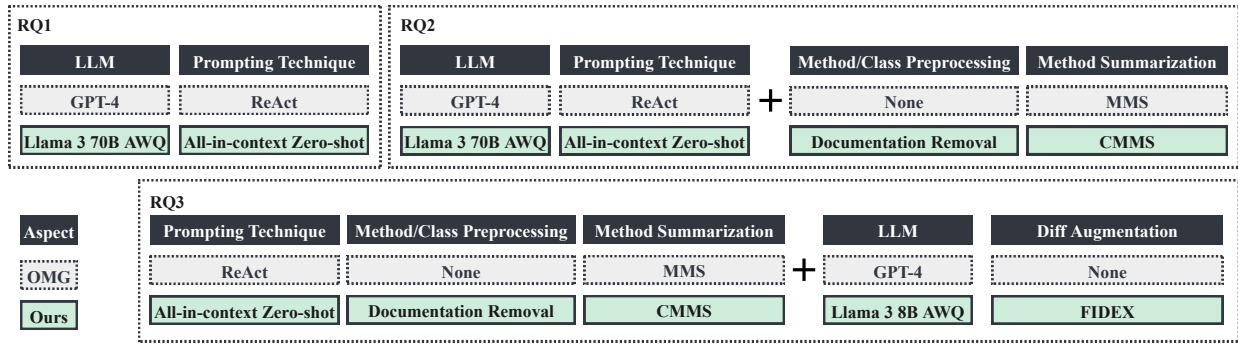 RQ1
LLM Prompting Technique
GPT-4 ReAct
Llama 3 70B AWQ All-in-context Zero-shot
RQ2
LLM Prompting Technique Method/Class Preprocessing Method Summarization
GPT-4 ReAct + None MMS
Llama 3 70B AWQ All-in-context Zero-shot Documentation Removal CMMS
RQ3
Aspect Prompting Technique Method/Class Preprocessing Method Summarization LLM Diff Augmentation
OMG ReAct None MMS + GPT-4 None
Ours All-in-context Zero-shot Documentation Removal CMMS Llama 3 8B AWQ FIDEX